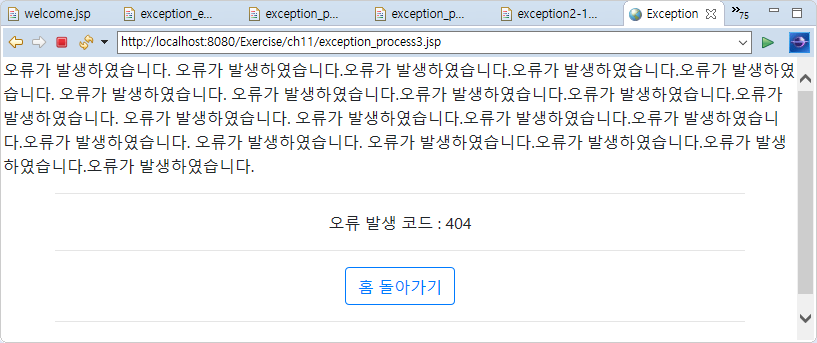 welcome.jsp exception_e... exception_p... exception_p... exception2-1... Exception »75
http://localhost:8080/Exercise/ch11/exception_process3.jsp
오류가 발생하였습니다. 오류가 발생하였습니다.오류가 발생하였습니다.오류가 발생하였습니다.오류가 발생하였
습니다. 오류가 발생하였습니다. 오류가 발생하였습니다.오류가 발생하였습니다.오류가 발생하였습니다.오류가
발생하였습니다. 오류가 발생하였습니다. 오류가 발생하였습니다.오류가 발생하였습니다.오류가 발생하였습니
다.오류가 발생하였습니다. 오류가 발생하였습니다. 오류가 발생하였습니다.오류가 발생하였습니다.오류가 발생
하였습니다.오류가 발생하였습니다.
오류 발생 코드 : 404
홈 돌아가기